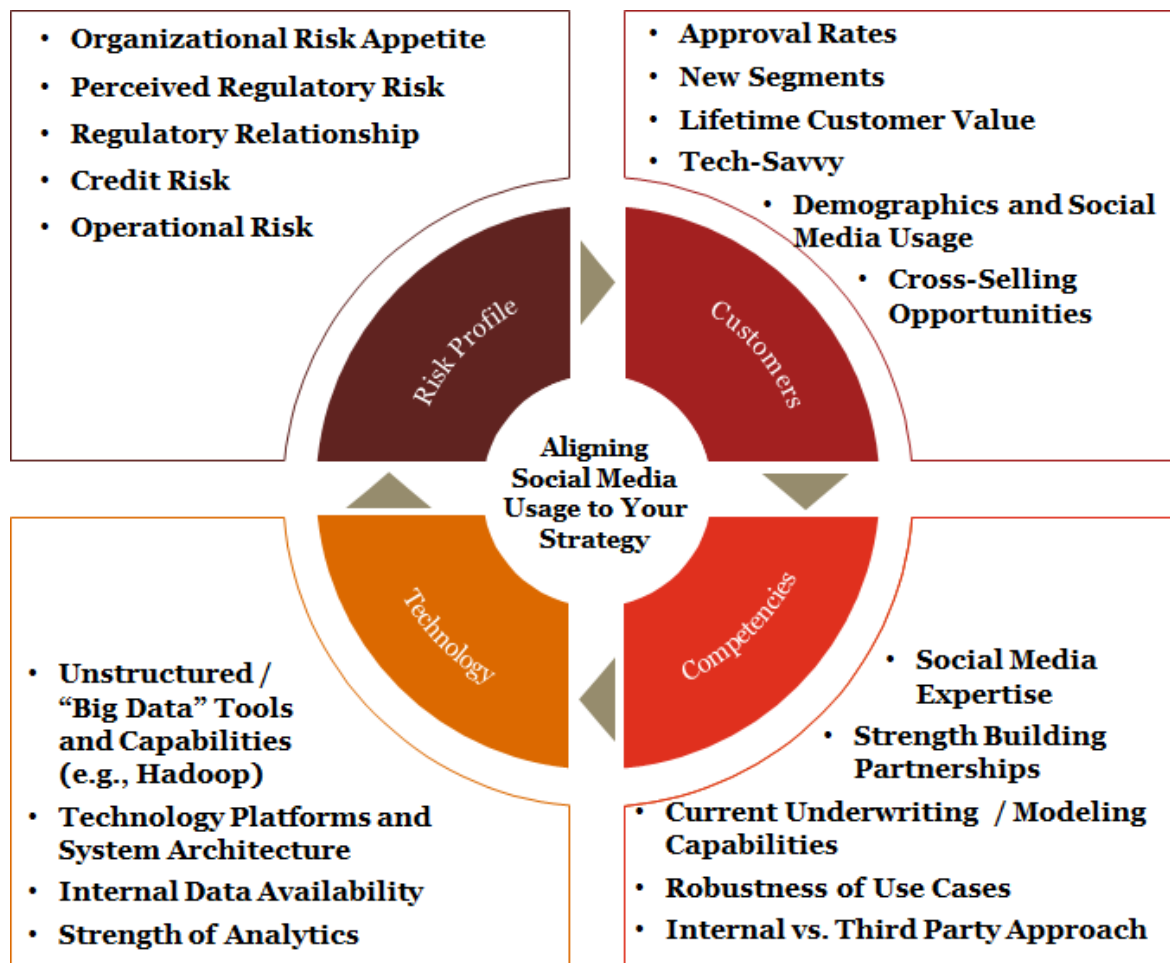 • Organizational Risk Appetite
• Perceived Regulatory Risk
• Regulatory Relationship
• Credit Risk
• Operational Risk
• Approval Rates
• New Segments
• Lifetime Customer Value
• Tech-Savvy
• Demographics and Social
Media Usage
• Cross-Selling
Opportunities
Risk Profile
Customers
Aligning
Social Media
Usage to Your
Strategy
Technology
Competencies
• Unstructured /
“Big Data” Tools
and Capabilities
(e.g., Hadoop)
• Technology Platforms and
System Architecture
• Internal Data Availability
• Strength of Analytics
• Social Media
Expertise
• Strength Building
Partnerships
• Current Underwriting / Modeling
Capabilities
• Robustness of Use Cases
• Internal vs. Third Party Approach